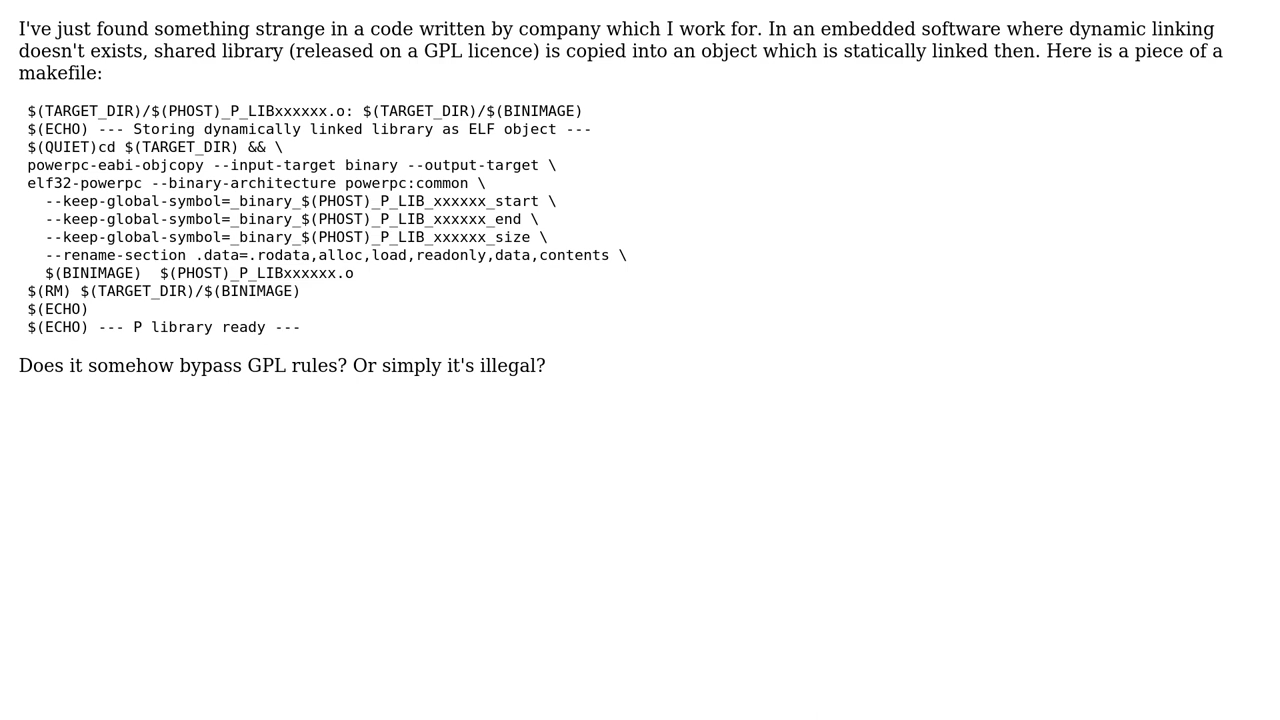 I've just found something strange in a code written by company which I work for. In an embedded software where dynamic linking
doesn't exists, shared library (released on a GPL licence) is copied into an object which is statically linked then. Here is a piece of a
makefile:
$(TARGET_DIR)/$(PHOST)_P_LIBxxxxxx.o: $(TARGET_DIR)/$(BINIMAGE)
$(ECHO) --- Storing dynamically linked library as ELF object ---
$(QUIET)cd $(TARGET_DIR) && \
powerpc-eabi-objcopy --input-target binary --output-target \
elf32-powerpc --binary-architecture powerpc:common \
  --keep-global-symbol=_binary_$(PHOST)_P_LIB_xxxxxx_start \
  --keep-global-symbol=_binary_$(PHOST)_P_LIB_xxxxxx_end \
  --keep-global-symbol=_binary_$(PHOST)_P_LIB_xxxxxx_size \
  --rename-section .data=.rodata,alloc,load,readonly,data,contents \
  $(BINIMAGE)  $(PHOST)_P_LIBxxxxxx.o
$(RM) $(TARGET_DIR)/$(BINIMAGE)
$(ECHO)
$(ECHO) --- P library ready ---
Does it somehow bypass GPL rules? Or simply it's illegal?